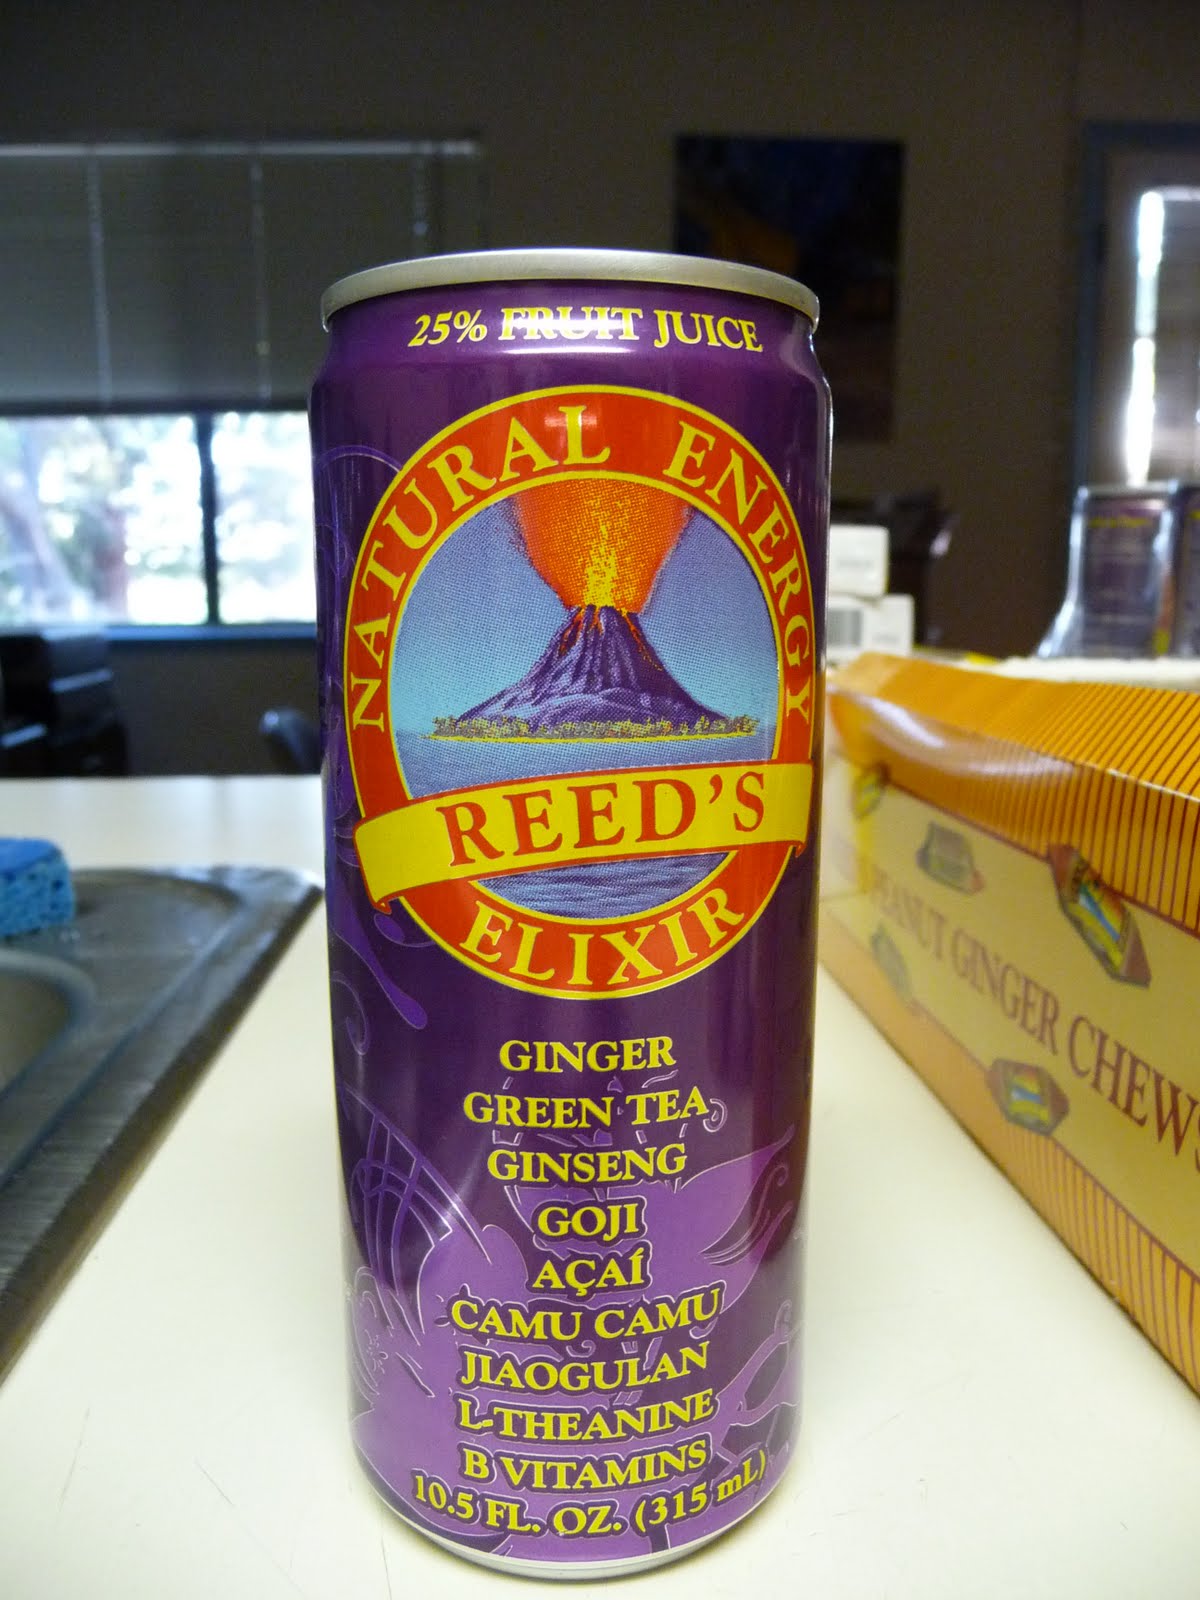 25% FRUIT JUICE
NATURAL ENERGY
REED'S
ELIXIR
GINGER
GREEN TEA
GINSENG
GOJI
AÇAÍ
CAMU CAMU
JIAOGULAN
L-THEANINE
B VITAMINS
10.5 FL. OZ. (315 mL)
PEANUT GINGER CHEWS